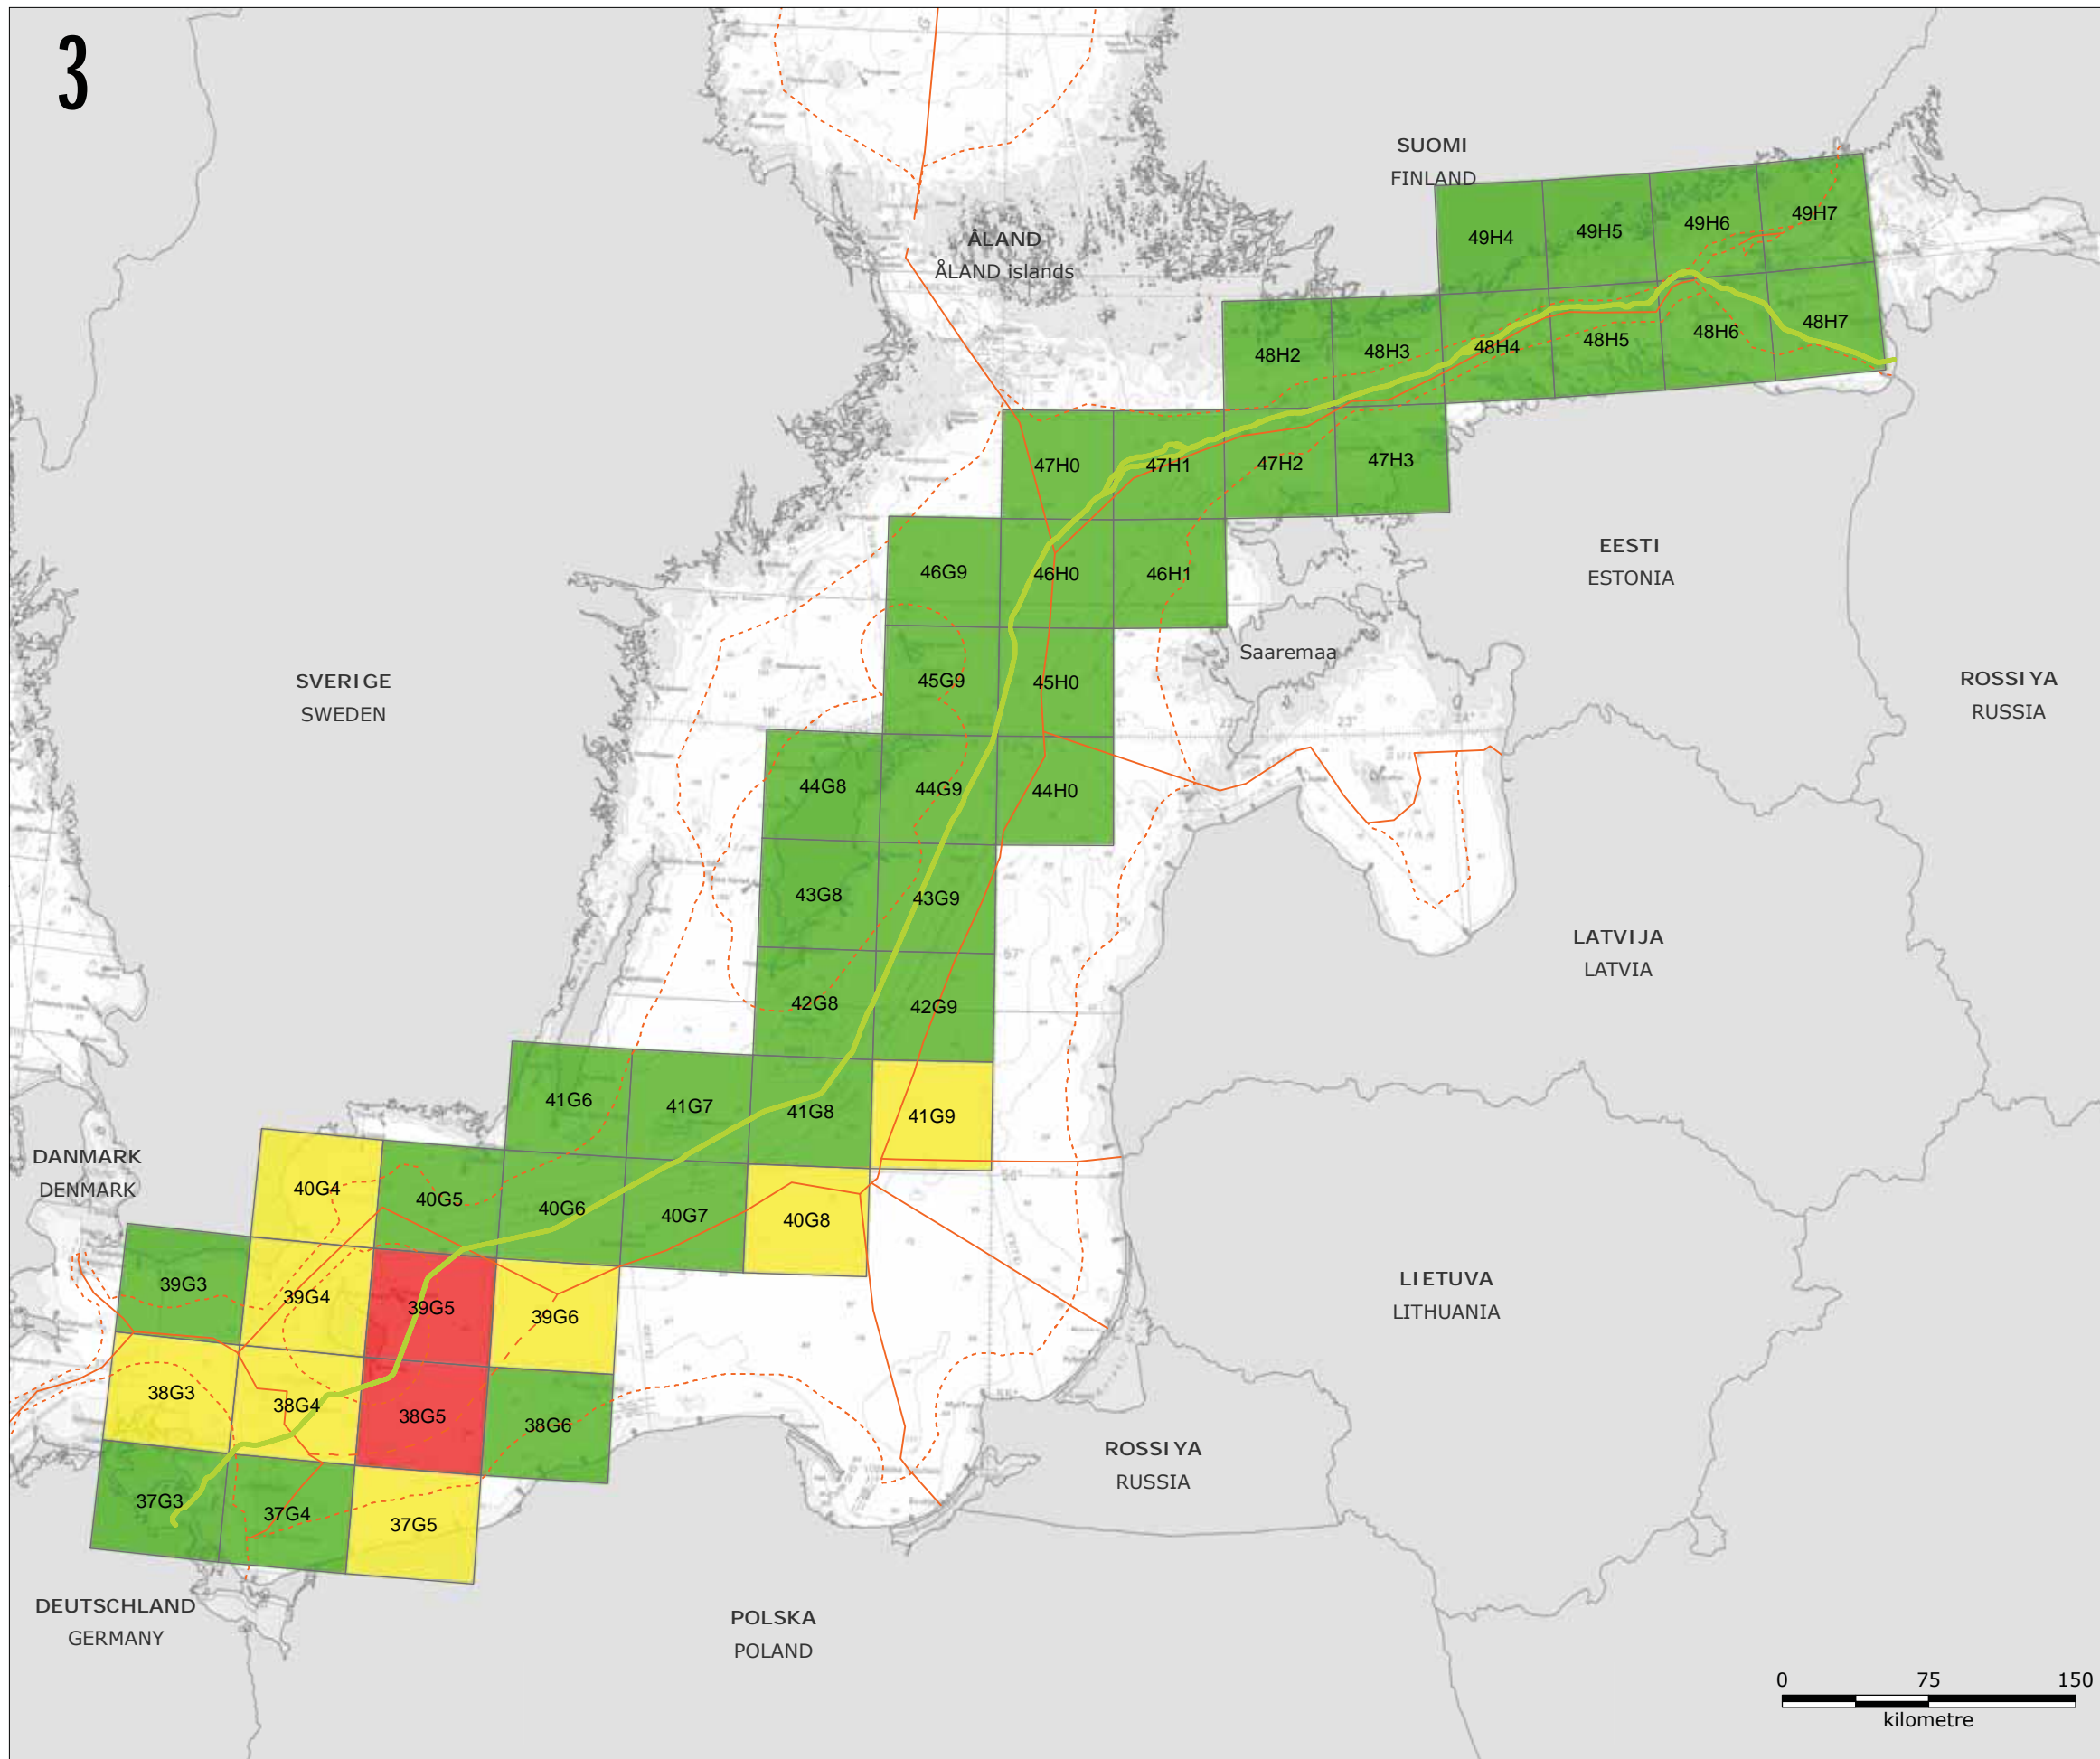 3
SUOMI
FINLAND
ÅLAND
ÅLAND islands
49H4
49H5
49H6
49H7
48H2
48H3
48H4
48H5
48H6
48H7
47H0
47H1
47H2
47H3
46G9
46H0
46H1
EESTI
ESTONIA
Saaremaa
SVERIGE
SWEDEN
45G9
45H0
ROSSIYA
RUSSIA
44G8
44G9
44H0
43G8
43G9
42G8
42G9
LATVIJA
LATVIA
41G6
41G7
41G8
41G9
DANMARK
DENMARK
40G4
40G5
40G6
40G7
40G8
39G3
39G4
39G5
39G6
LIETUVA
LITHUANIA
38G3
38G4
38G5
38G6
ROSSIYA
RUSSIA
37G3
37G4
37G5
DEUTSCHLAND
GERMANY
POLSKA
POLAND
0 75 150
kilometre